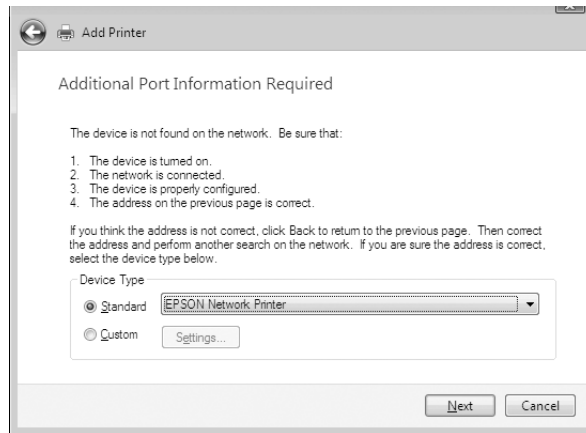 Add Printer
Additional Port Information Required
The device is not found on the network. Be sure that:
1. The device is turned on.
2. The network is connected.
3. The device is properly configured.
4. The address on the previous page is correct.
If you think the address is not correct, click Back to return to the previous page. Then correct
the address and perform another search on the network. If you are sure the address is correct,
select the device type below.
Device Type
Standard EPSON Network Printer
Custom Settings...
Next Cancel